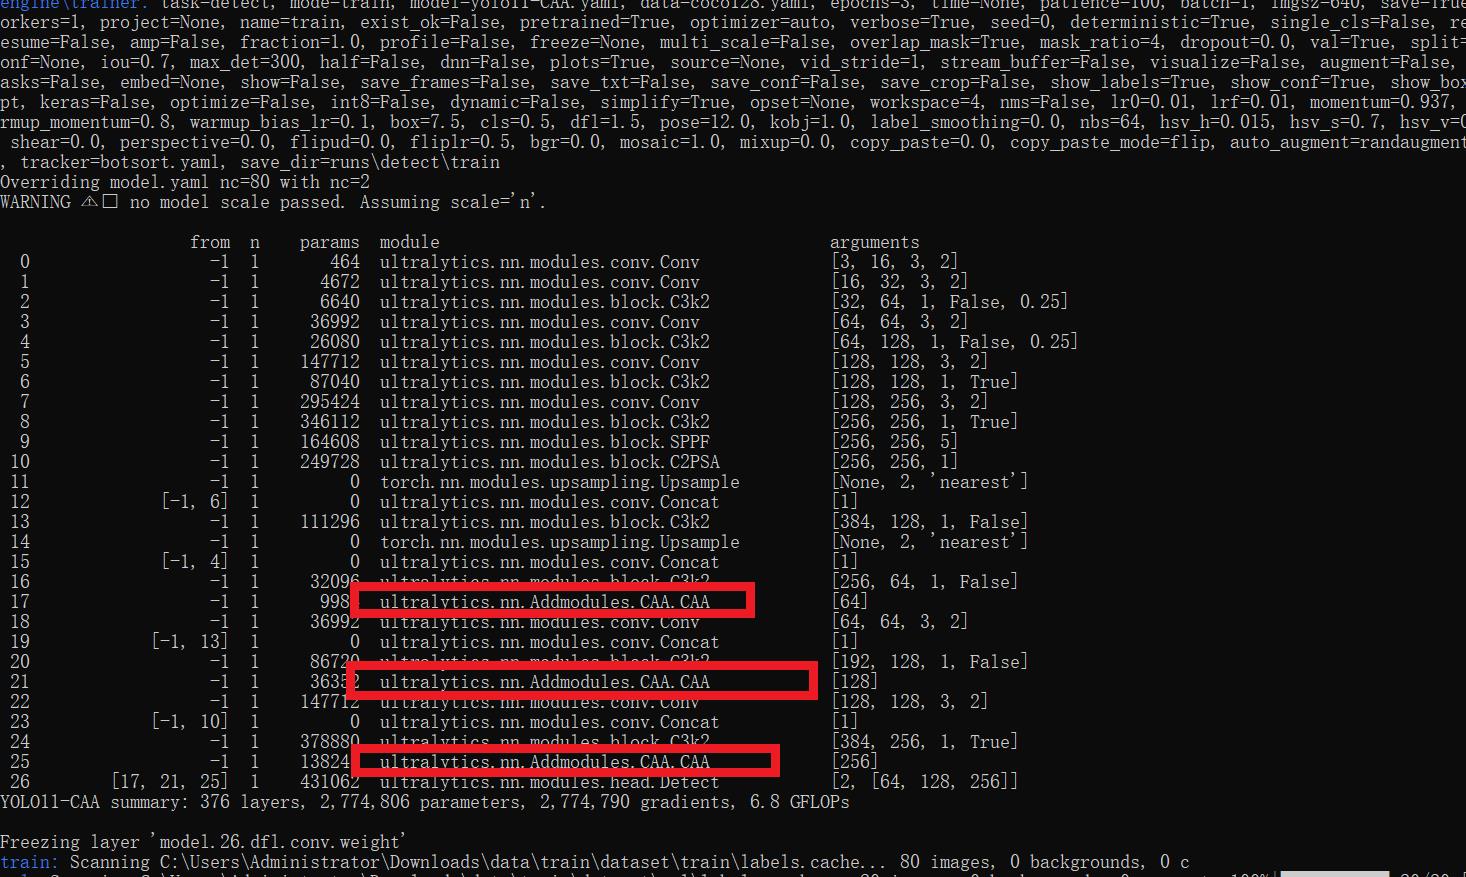 engine\trainer: task=detect, mode=train, model=yolo11-CAA.yaml, data=coco128.yaml, epochs=3, time=None, patience=100, batch=1, imgsz=640, save=True
orkers=1, project=None, name=train, exist_ok=False, pretrained=True, optimizer=auto, verbose=True, seed=0, deterministic=True, single_cls=False, re
esume=False, amp=False, fraction=1.0, profile=False, freeze=None, multi_scale=False, overlap_mask=True, mask_ratio=4, dropout=0.0, val=True, split=
onf=None, iou=0.7, max_det=300, half=False, dnn=False, plots=True, source=None, vid_stride=1, stream_buffer=False, visualize=False, augment=False,
asks=False, embed=None, show=False, save_frames=False, save_txt=False, save_conf=False, save_crop=False, show_labels=True, show_conf=True, show_box
pt, keras=False, optimize=False, int8=False, dynamic=False, simplify=True, opset=None, workspace=4, nms=False, lr0=0.01, lrf=0.01, momentum=0.937,
rmup_momentum=0.8, warmup_bias_lr=0.1, box=7.5, cls=0.5, dfl=1.5, pose=12.0, kobj=1.0, label_smoothing=0.0, nbs=64, hsv_h=0.015, hsv_s=0.7, hsv_v=0
shear=0.0, perspective=0.0, flipud=0.0, fliplr=0.5, bgr=0.0, mosaic=1.0, mixup=0.0, copy_paste=0.0, copy_paste_mode=flip, auto_augment=randaugment
, tracker=botsort.yaml, save_dir=runs\detect\train
Overriding model.yaml nc=80 with nc=2
WARNING ⚠□ no model scale passed. Assuming scale='n'.
from n params module arguments
0 -1 1 464 ultralytics.nn.modules.conv.Conv [3, 16, 3, 2]
1 -1 1 4672 ultralytics.nn.modules.conv.Conv [16, 32, 3, 2]
2 -1 1 6640 ultralytics.nn.modules.block.C3k2 [32, 64, 1, False, 0.25]
3 -1 1 36992 ultralytics.nn.modules.conv.Conv [64, 64, 3, 2]
4 -1 1 26080 ultralytics.nn.modules.block.C3k2 [64, 128, 1, False, 0.25]
5 -1 1 147712 ultralytics.nn.modules.conv.Conv [128, 128, 3, 2]
6 -1 1 87040 ultralytics.nn.modules.block.C3k2 [128, 128, 1, True]
7 -1 1 295424 ultralytics.nn.modules.conv.Conv [128, 256, 3, 2]
8 -1 1 346112 ultralytics.nn.modules.block.C3k2 [256, 256, 1, True]
9 -1 1 164608 ultralytics.nn.modules.block.SPPF [256, 256, 5]
10 -1 1 249728 ultralytics.nn.modules.block.C2PSA [256, 256, 1]
11 -1 1 0 torch.nn.modules.upsampling.Upsample [None, 2, 'nearest']
12 [-1, 6] 1 0 ultralytics.nn.modules.conv.Concat [1]
13 -1 1 111296 ultralytics.nn.modules.block.C3k2 [384, 128, 1, False]
14 -1 1 0 torch.nn.modules.upsampling.Upsample [None, 2, 'nearest']
15 [-1, 4] 1 0 ultralytics.nn.modules.conv.Concat [1]
16 -1 1 32096 ultralytics.nn.modules.block.C3k2 [256, 64, 1, False]
17 -1 1 998 ultralytics.nn.Addmodules.CAA.CAA [64]
18 -1 1 36992 ultralytics.nn.modules.conv.Conv [64, 64, 3, 2]
19 [-1, 13] 1 0 ultralytics.nn.modules.conv.Concat [1]
20 -1 1 86720 ultralytics.nn.modules.block.C3k2 [192, 128, 1, False]
21 -1 1 36352 ultralytics.nn.Addmodules.CAA.CAA [128]
22 -1 1 147712 ultralytics.nn.modules.conv.Conv [128, 128, 3, 2]
23 [-1, 10] 1 0 ultralytics.nn.modules.conv.Concat [1]
24 -1 1 378880 ultralytics.nn.modules.block.C3k2 [384, 256, 1, True]
25 -1 1 13824 ultralytics.nn.Addmodules.CAA.CAA [256]
26 [17, 21, 25] 1 431062 ultralytics.nn.modules.head.Detect [2, [64, 128, 256]]
YOLO11-CAA summary: 376 layers, 2,774,806 parameters, 2,774,790 gradients, 6.8 GFLOPs
Freezing layer 'model.26.dfl.conv.weight'
train: Scanning C:\Users\Administrator\Downloads\data\train\dataset\train\labels.cache... 80 images, 0 backgrounds, 0 c